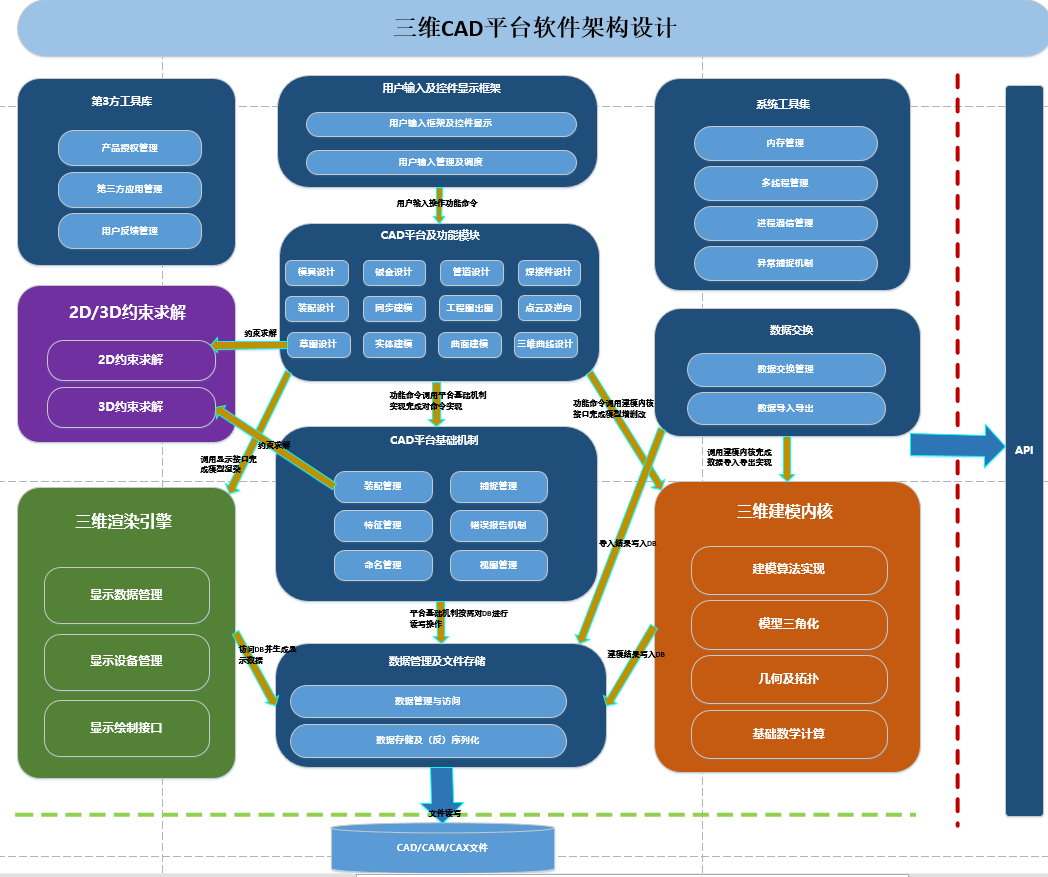 三维CAD平台软件架构设计
第3方工具库
产品授权管理
第三方应用管理
用户反馈管理
用户输入及控件显示框架
用户输入框架及控件显示
用户输入管理及调度
系统工具集
内存管理
多线程管理
进程通信管理
异常捕捉机制
用户输入操作功能命令
CAD平台及功能模块
模具设计
钣金设计
管道设计
焊接件设计
装配设计
同步建模
工程图出图
点云及逆向
草图设计
实体建模
曲面建模
三维曲线设计
2D/3D约束求解
2D约束求解
3D约束求解
约束求解
数据交换
数据交换管理
数据导入导出
功能命令调用平台基础机制
实现完成对命令实现
功能命令调用建模内核
接口完成模型增删改
约束求解
调用显示接口完
成模型渲染
调用建模内核完成
数据导入导出实现
API
CAD平台基础机制
装配管理
捕捉管理
特征管理
错误报告机制
命名管理
视图管理
三维渲染引擎
显示数据管理
显示设备管理
显示绘制接口
三维建模内核
建模算法实现
模型三角化
几何及拓扑
基础数学计算
导入结果写入DB
平台基础机制按需对DB进行
读写操作
访问DB并生成显
示数据
建模结果写入DB
数据管理及文件存储
数据管理与访问
数据存储及（反）序列化
文件读写
CAD/CAM/CAX文件